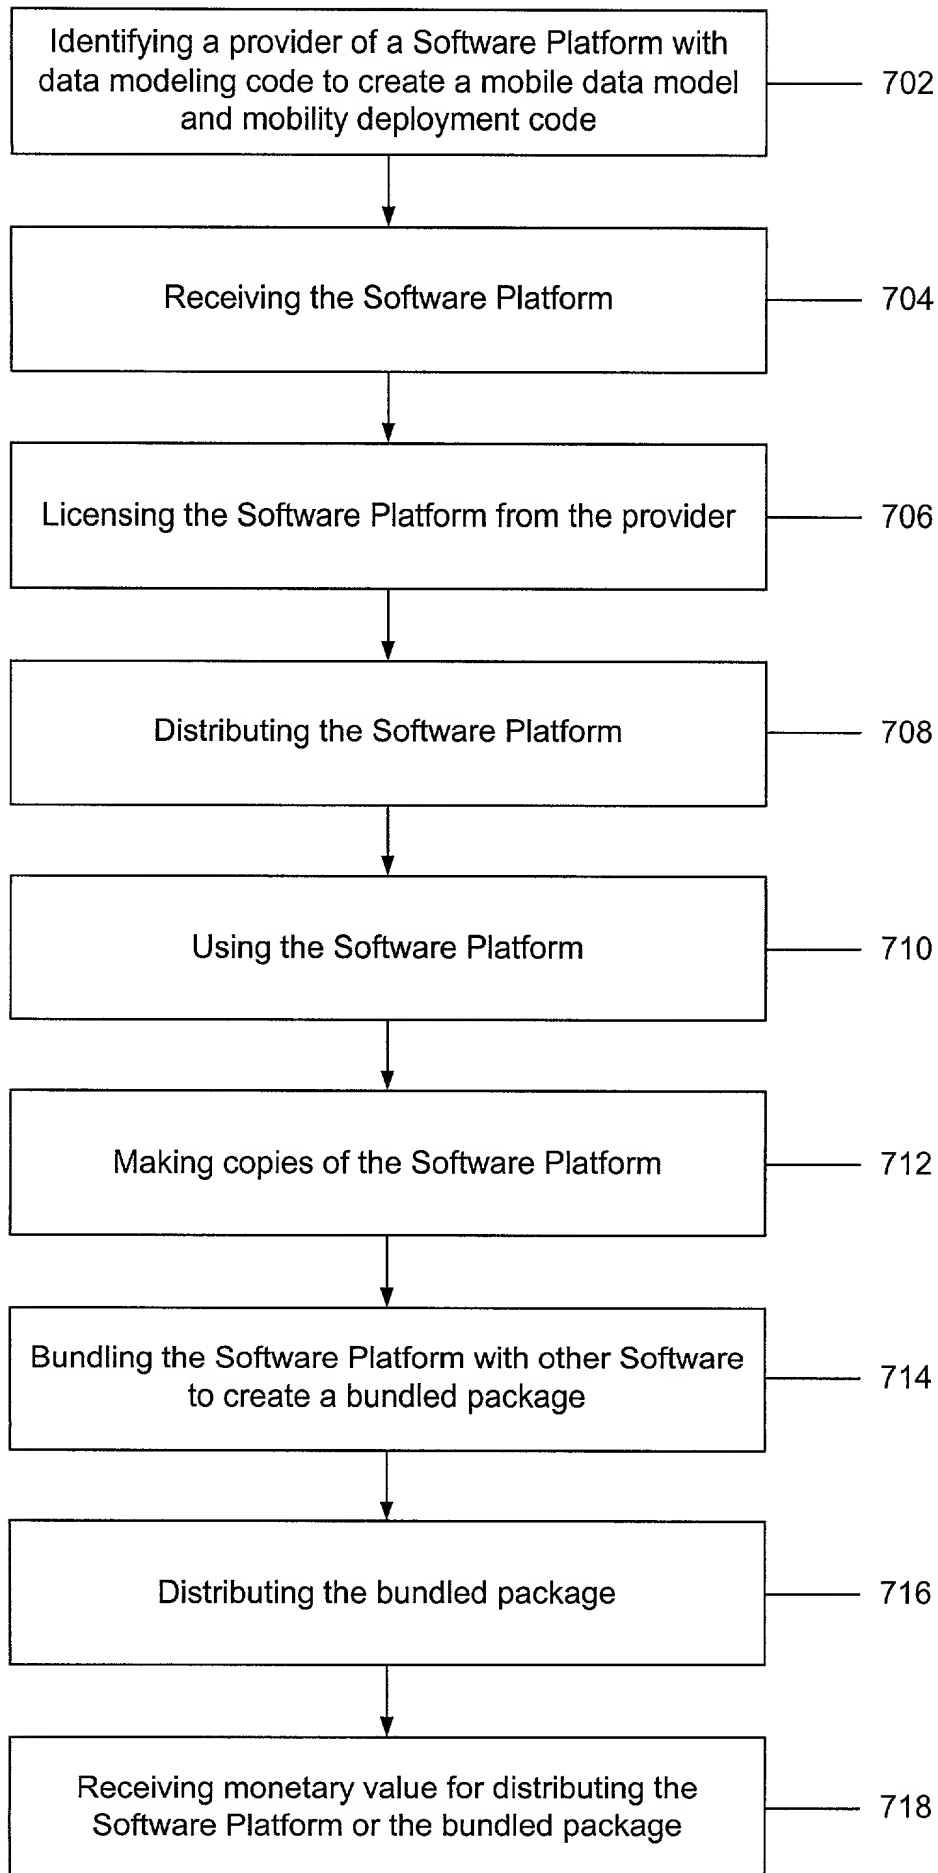 Identifying a provider of a Software Platform with
data modeling code to create a mobile data model
and mobility deployment code
702
Receiving the Software Platform
704
Licensing the Software Platform from the provider
706
Distributing the Software Platform
708
Using the Software Platform
710
Making copies of the Software Platform
712
Bundling the Software Platform with other Software
to create a bundled package
714
Distributing the bundled package
716
Receiving monetary value for distributing the
Software Platform or the bundled package
718